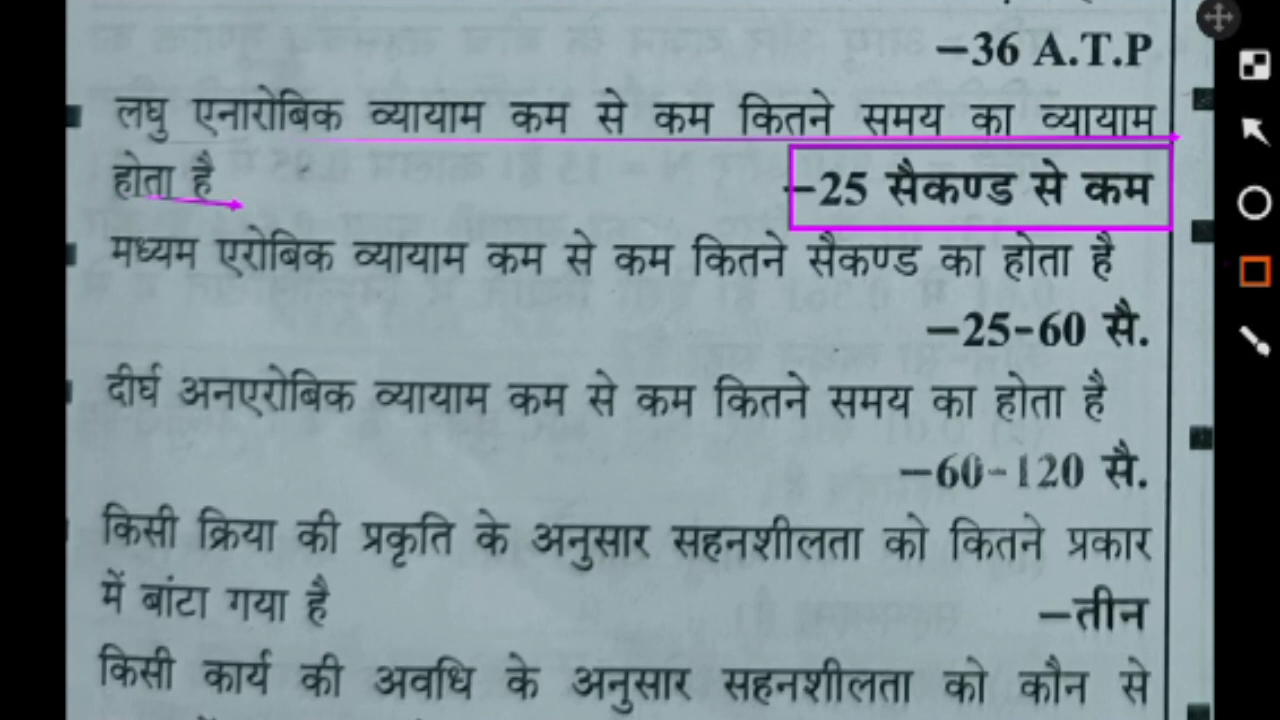 –36 A.T.P
लघु एनारोबिक व्यायाम कम से कम कितने समय का व्यायाम
होता है –25 सैकण्ड से कम
मध्यम एरोबिक व्यायाम कम से कम कितने सैकण्ड का होता है
–25-60 सै.
दीर्घ अनएरोबिक व्यायाम कम से कम कितने समय का होता है
–60-120 सै.
किसी क्रिया की प्रकृति के अनुसार सहनशीलता को कितने प्रकार
में बांटा गया है –तीन
किसी कार्य की अवधि के अनुसार सहनशीलता को कौन से